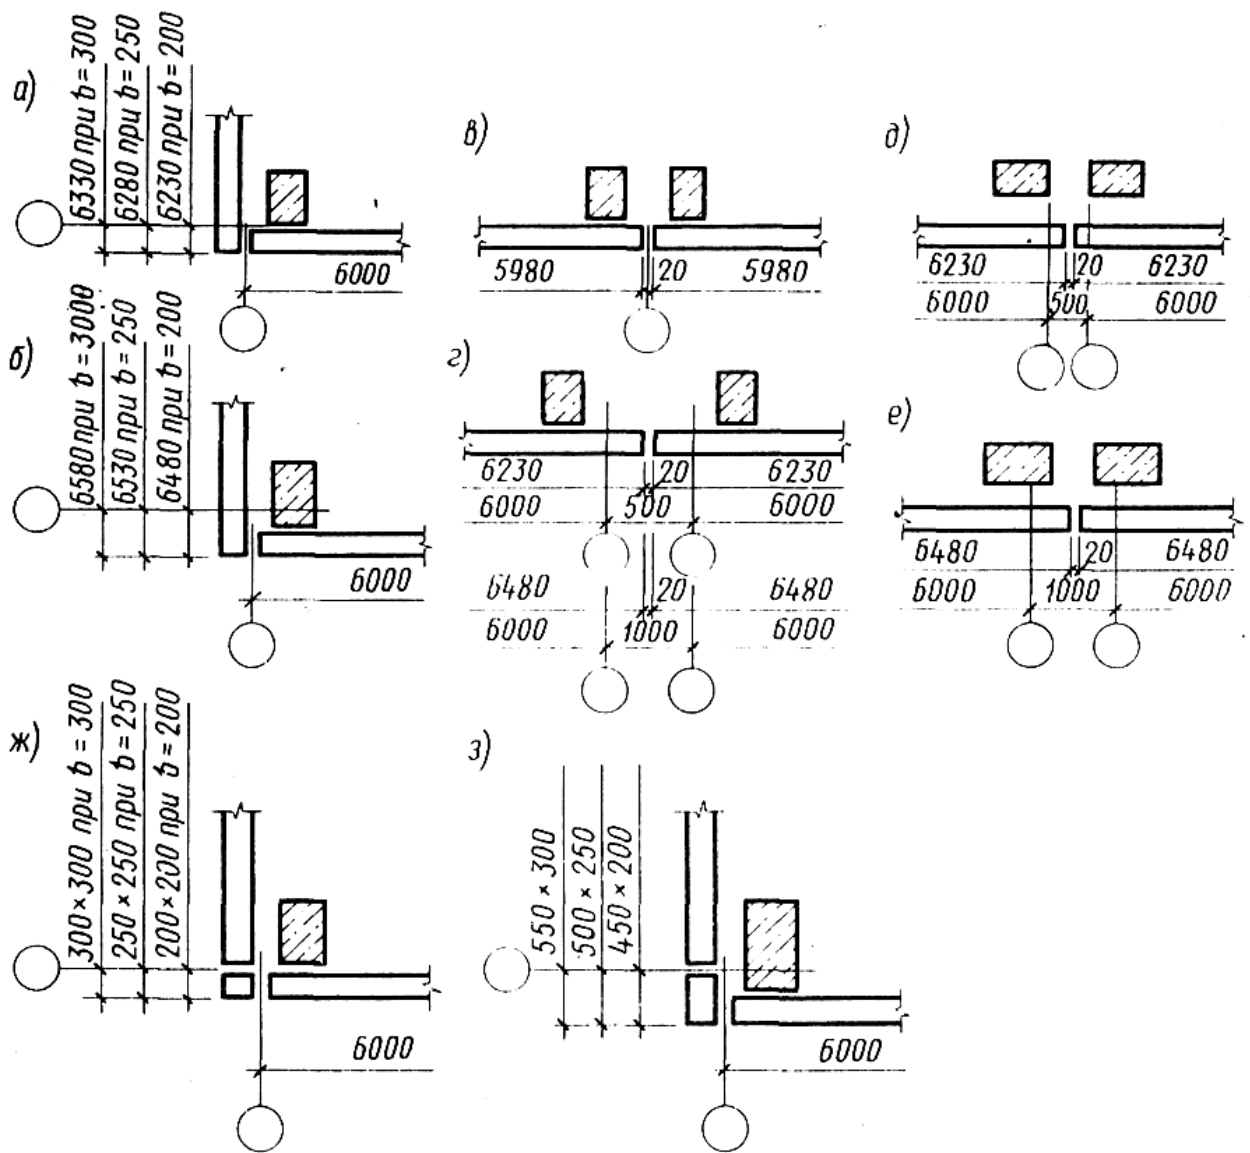 а)
6330 при b = 300
6280 при b = 250
6230 при b = 200
6000
б)
6580 при b = 3000
6530 при b = 250
6480 при b = 200
6000
в)
5980 20 5980
г)
6230 20 6230
6000 500 6000
6480 20 6480
6000 1000 6000
д)
6230 20 6230
6000 500 6000
е)
6480 20 6480
6000 1000 6000
ж)
300×300 при b = 300
250×250 при b = 250
200×200 при b = 200
6000
з)
550 × 300
500 × 250
450 × 200
6000